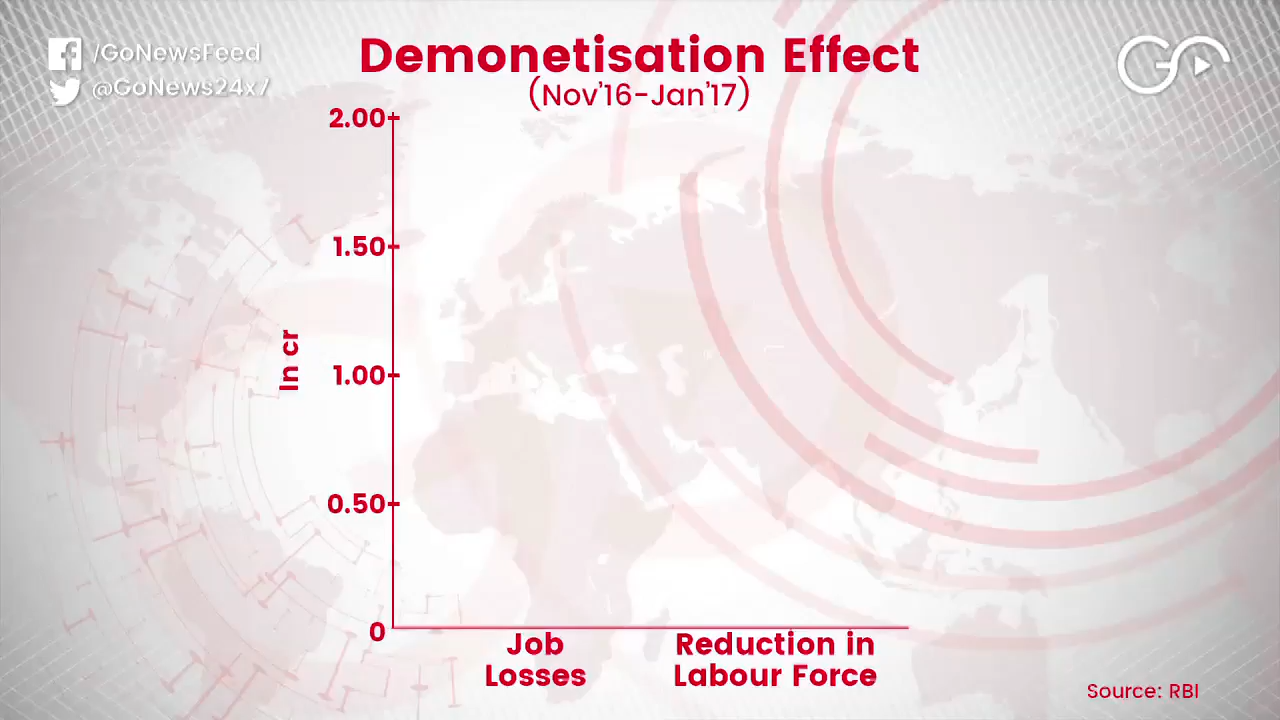 /GoNewsFeed
@GoNews24x7
Demonetisation Effect
(Nov'16-Jan'17)
GO
2.00
1.50
1.00
0.50
0
In cr
Job
Losses
Reduction in
Labour Force
Source: RBI